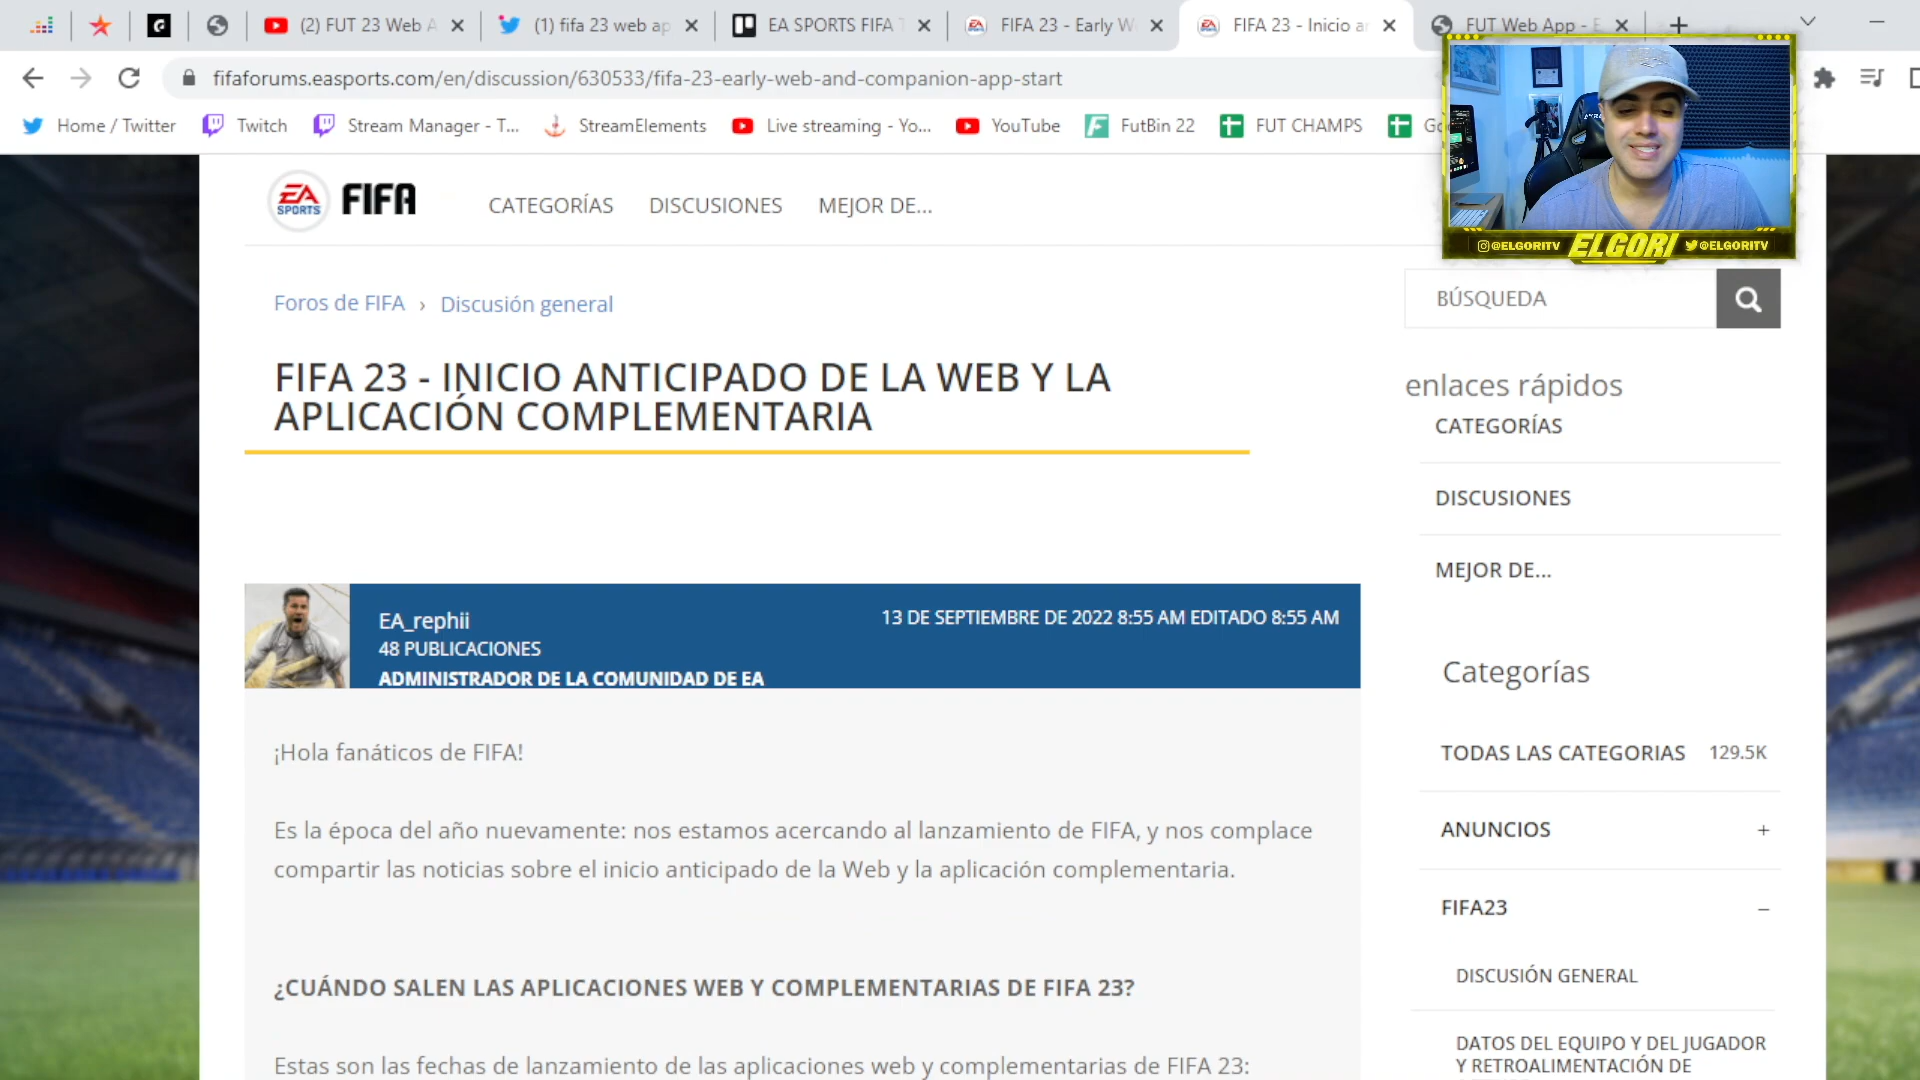 (2) FUT 23 Web A
(1) fifa 23 web ap
EA SPORTS FIFA
FIFA 23 - Early W
FIFA 23 - Inicio a
FUT Web App - E
fifaforums.easports.com/en/discussion/630533/fifa-23-early-web-and-companion-app-start
Home / Twitter
Twitch
Stream Manager - T...
StreamElements
Live streaming - Yo...
YouTube
FutBin 22
FUT CHAMPS
EA
SPORTS
FIFA
CATEGORÍAS
DISCUSIONES
MEJOR DE...
@ELGORITV
ELGORI
@ELGORITV
Foros de FIFA › Discusión general
BÚSQUEDA
FIFA 23 - INICIO ANTICIPADO DE LA WEB Y LA
APLICACIÓN COMPLEMENTARIA
enlaces rápidos
CATEGORÍAS
DISCUSIONES
MEJOR DE...
EA_rephii
48 PUBLICACIONES
ADMINISTRADOR DE LA COMUNIDAD DE EA
13 DE SEPTIEMBRE DE 2022 8:55 AM EDITADO 8:55 AM
¡Hola fanáticos de FIFA!
Es la época del año nuevamente: nos estamos acercando al lanzamiento de FIFA, y nos complace
compartir las noticias sobre el inicio anticipado de la Web y la aplicación complementaria.
¿CUÁNDO SALEN LAS APLICACIONES WEB Y COMPLEMENTARIAS DE FIFA 23?
Estas son las fechas de lanzamiento de las aplicaciones web y complementarias de FIFA 23:
Categorías
TODAS LAS CATEGORIAS 129.5K
ANUNCIOS +
FIFA23 −
DISCUSIÓN GENERAL
DATOS DEL EQUIPO Y DEL JUGADOR
Y RETROALIMENTACIÓN DE